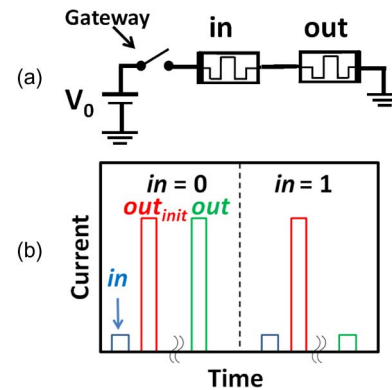 Gateway
in
out
(a)
V0
(b)
in = 0
in = 1
outinit
out
in
Current
Time